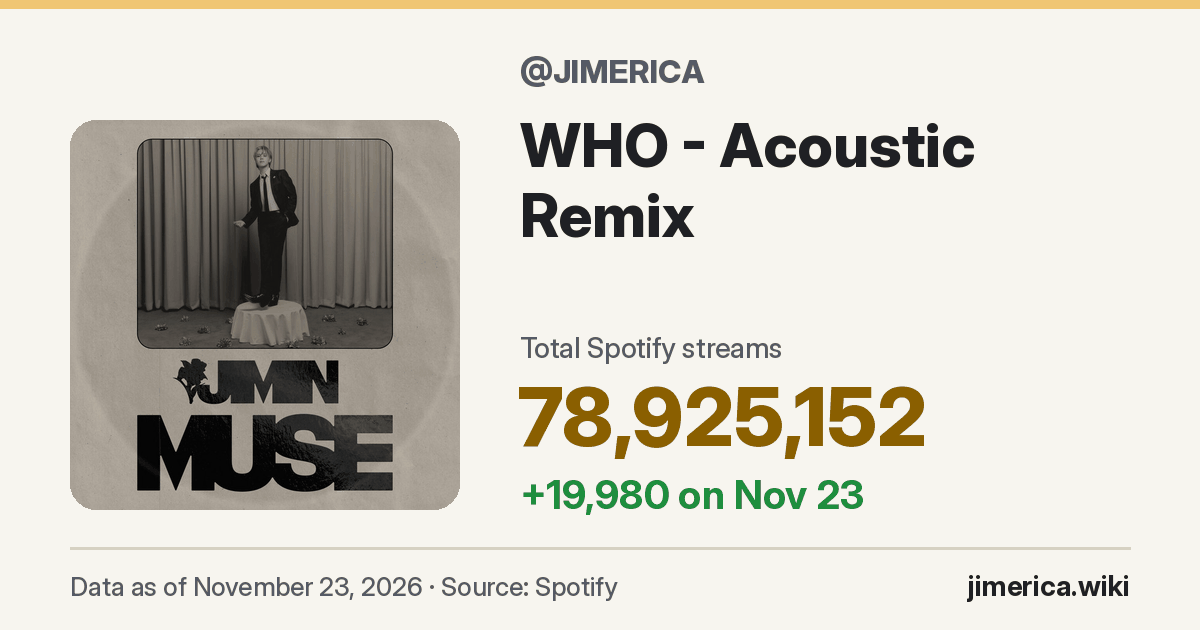 @JIMERICA
WHO - Acoustic
Remix
JMN
MUSE
Total Spotify streams
78,925,152
+19,980 on Nov 23
Data as of November 23, 2026 · Source: Spotify
jimerica.wiki